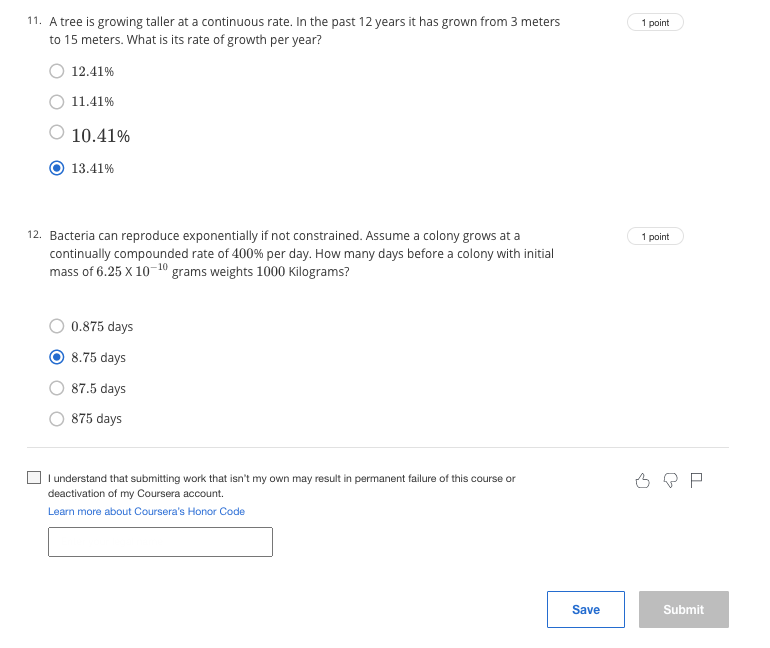 11. A tree is growing taller at a continuous rate. In the past 12 years it has grown from 3 meters
1 point
to 15 meters. What is its rate of growth per year?
12.41%
11.41%
10.41%
13.41%
12. Bacteria can reproduce exponentially if not constrained. Assume a colony grows at a
1 point
continually compounded rate of 400% per day. How many days before a colony with initial
mass of 6.25 X 10⁻¹⁰ grams weights 1000 Kilograms?
0.875 days
8.75 days
87.5 days
875 days
I understand that submitting work that isn't my own may result in permanent failure of this course or
deactivation of my Coursera account.
Learn more about Coursera's Honor Code
Save
Submit